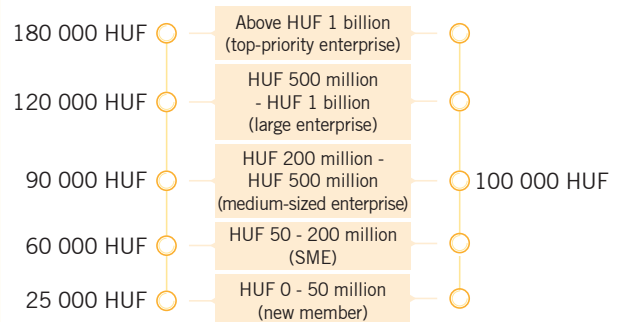 180 000 HUF
Above HUF 1 billion
(top-priority enterprise)
120 000 HUF
HUF 500 million
- HUF 1 billion
(large enterprise)
90 000 HUF
HUF 200 million -
HUF 500 million
(medium-sized enterprise)
100 000 HUF
60 000 HUF
HUF 50 - 200 million
(SME)
25 000 HUF
HUF 0 - 50 million
(new member)